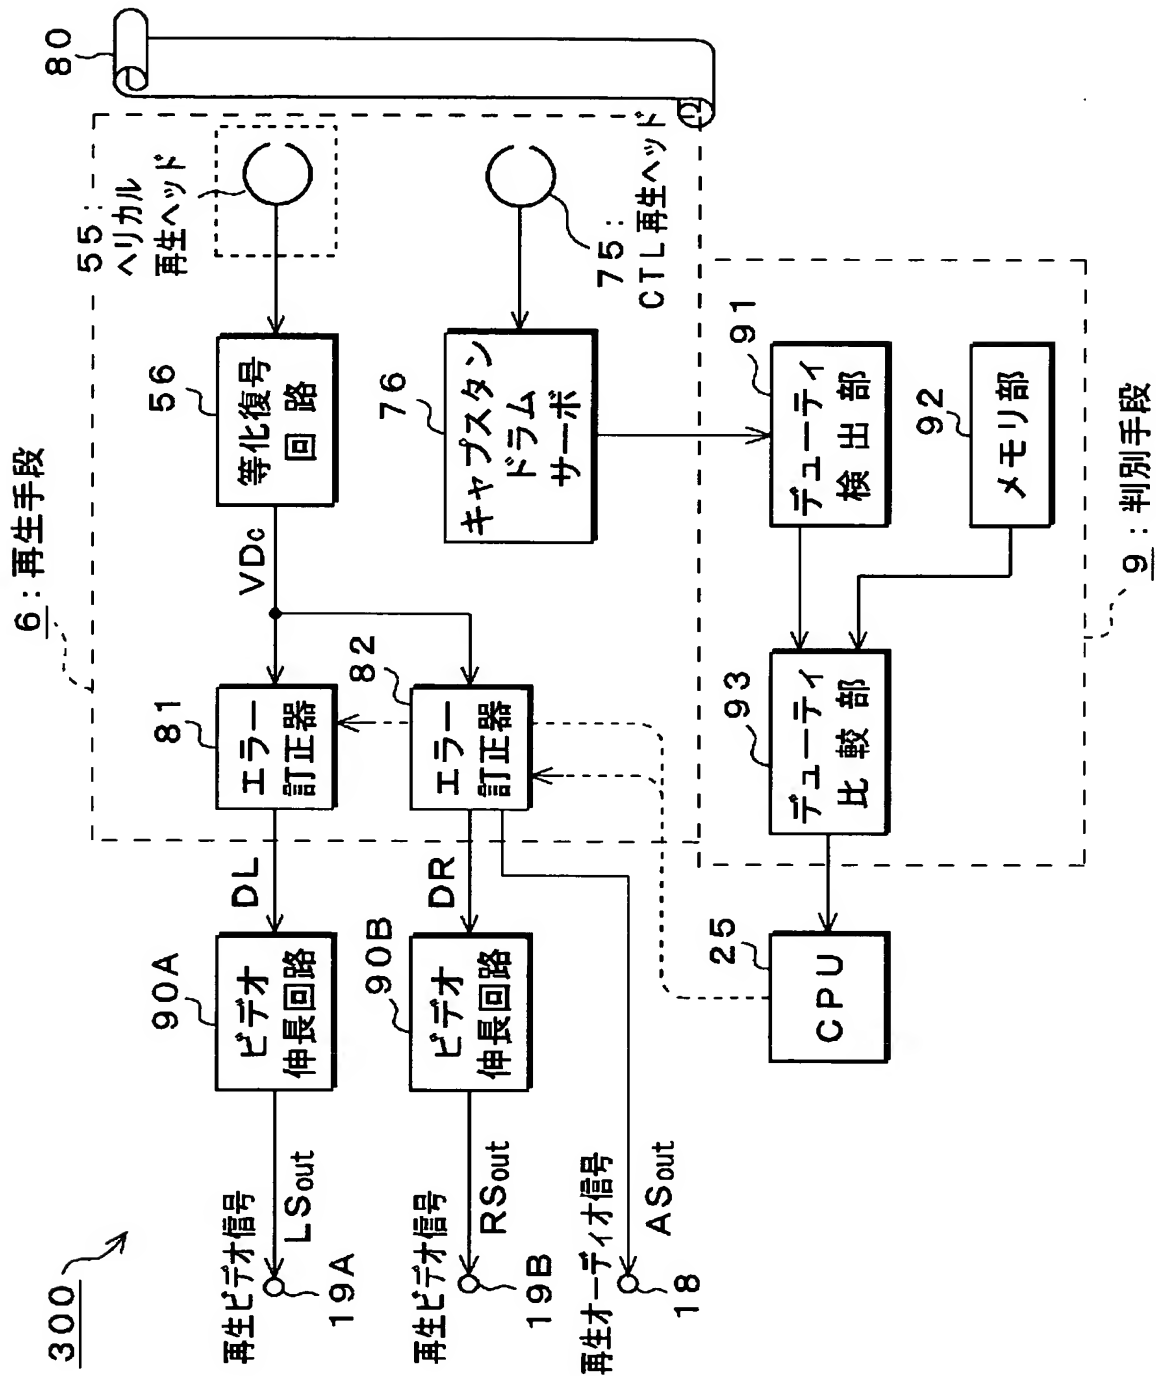 300
6：再生手段
再生ビデオ信号
LSout
19A
再生ビデオ信号
RSout
19B
再生オーディオ信号
ASout
18
90A
ビデオ
伸長回路
90B
ビデオ
伸長回路
25
CPU
DL
DR
81
エラー
訂正器
82
エラー
訂正器
VDc
56
等化復号
回路
76
キャプスタン
ドラム
サーボ
55：
ヘリカル
再生ヘッド
75：
CTL再生ヘッド
80
93
デューティ
比較部
91
デューティ
検出部
92
メモリ部
9：判別手段